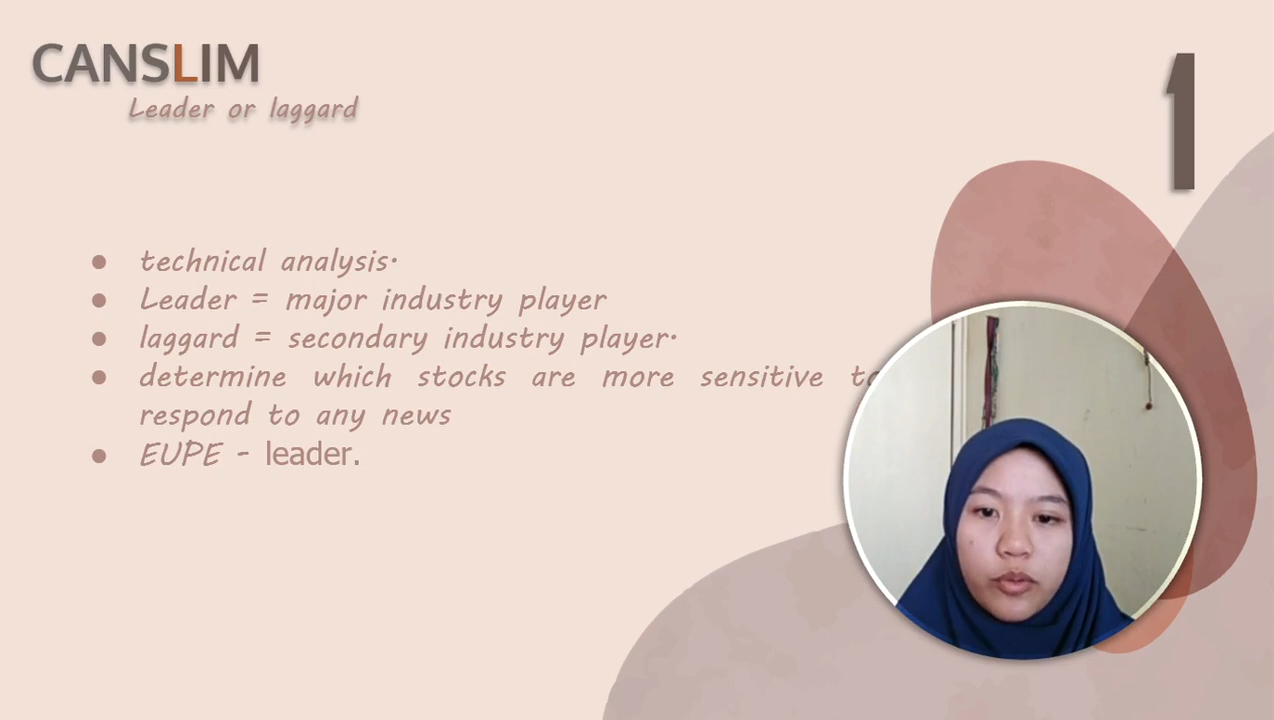 CANSLIM
Leader or laggard
1
● technical analysis.
● Leader = major industry player
● laggard = secondary industry player.
● determine which stocks are more sensitive to
respond to any news
● EUPE - leader.